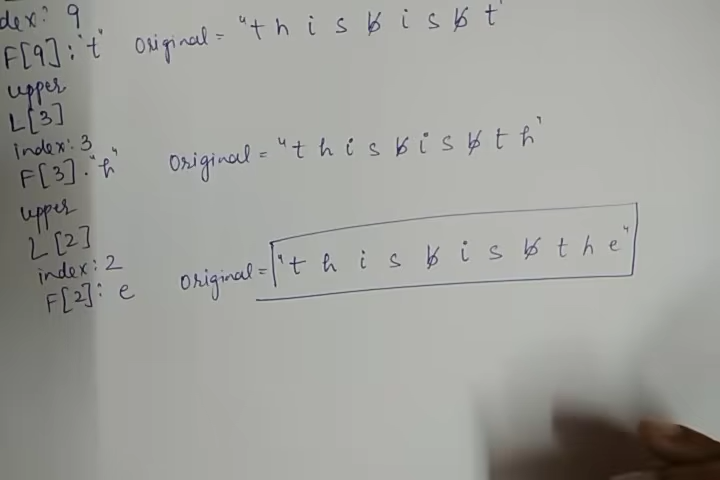 dex: 9
F[9]: "t" Original = "t h i s ƀ i s ƀ t'
upper
L[3]
index: 3
F[3]: "h" Original = "t h i s ƀ i s ƀ t h'
upper
L[2]
index: 2
F[2]: e Original = "t h i s ƀ i s ƀ t h e"